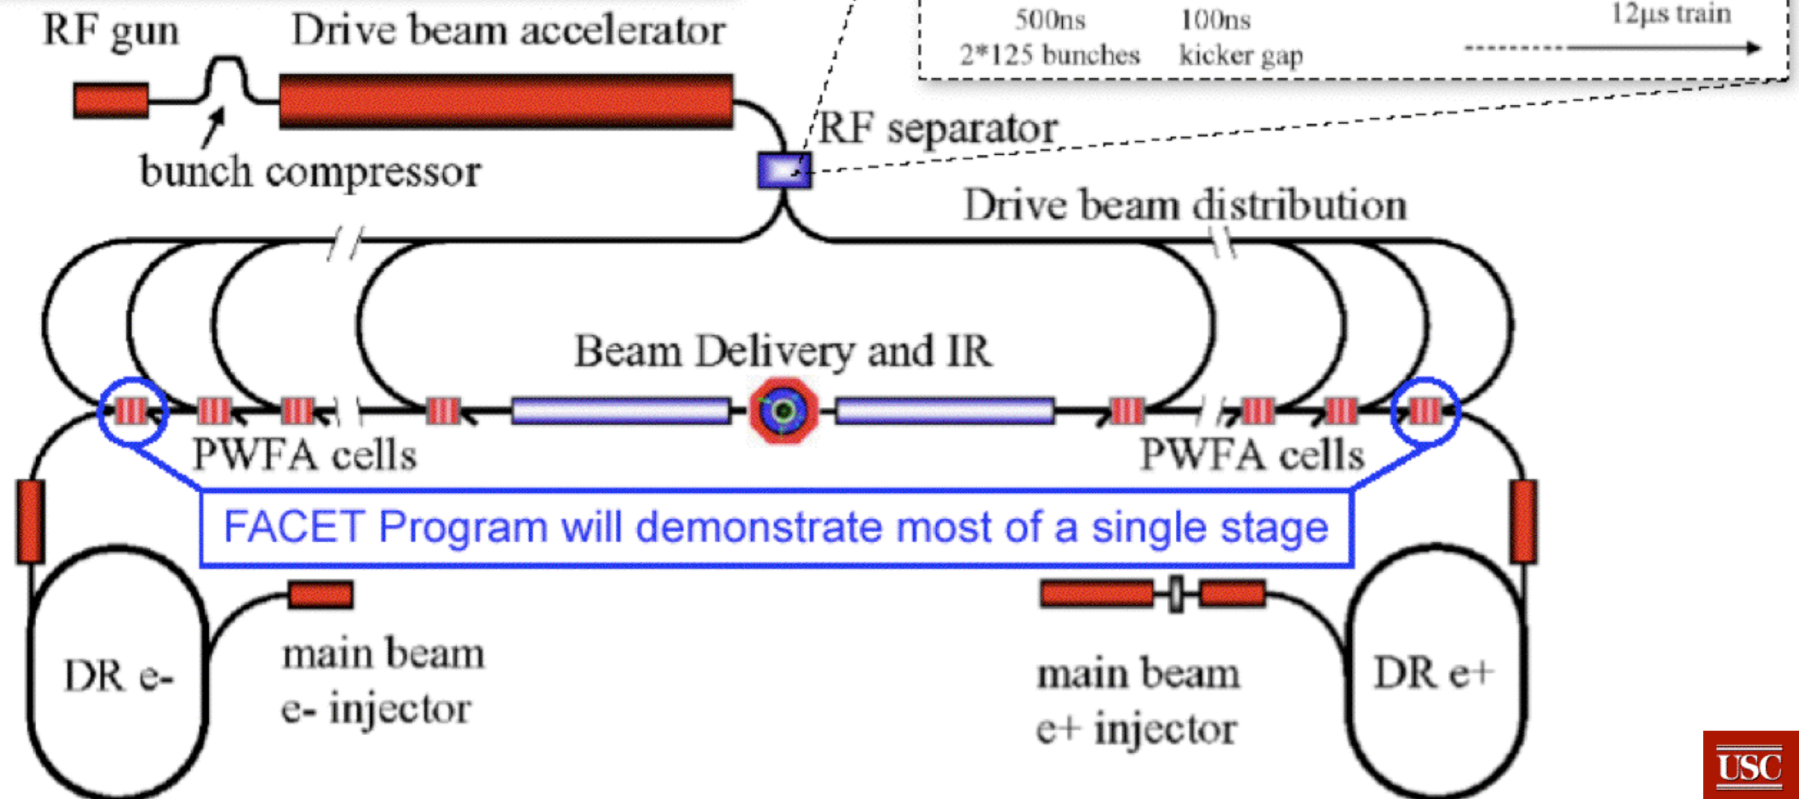 RF gun
Drive beam accelerator
500ns
100ns
12μs train
2*125 bunches
kicker gap
RF separator
bunch compressor
Drive beam distribution
Beam Delivery and IR
PWFA cells
PWFA cells
FACET Program will demonstrate most of a single stage
DR e-
main beam
e- injector
main beam
e+ injector
DR e+
USC